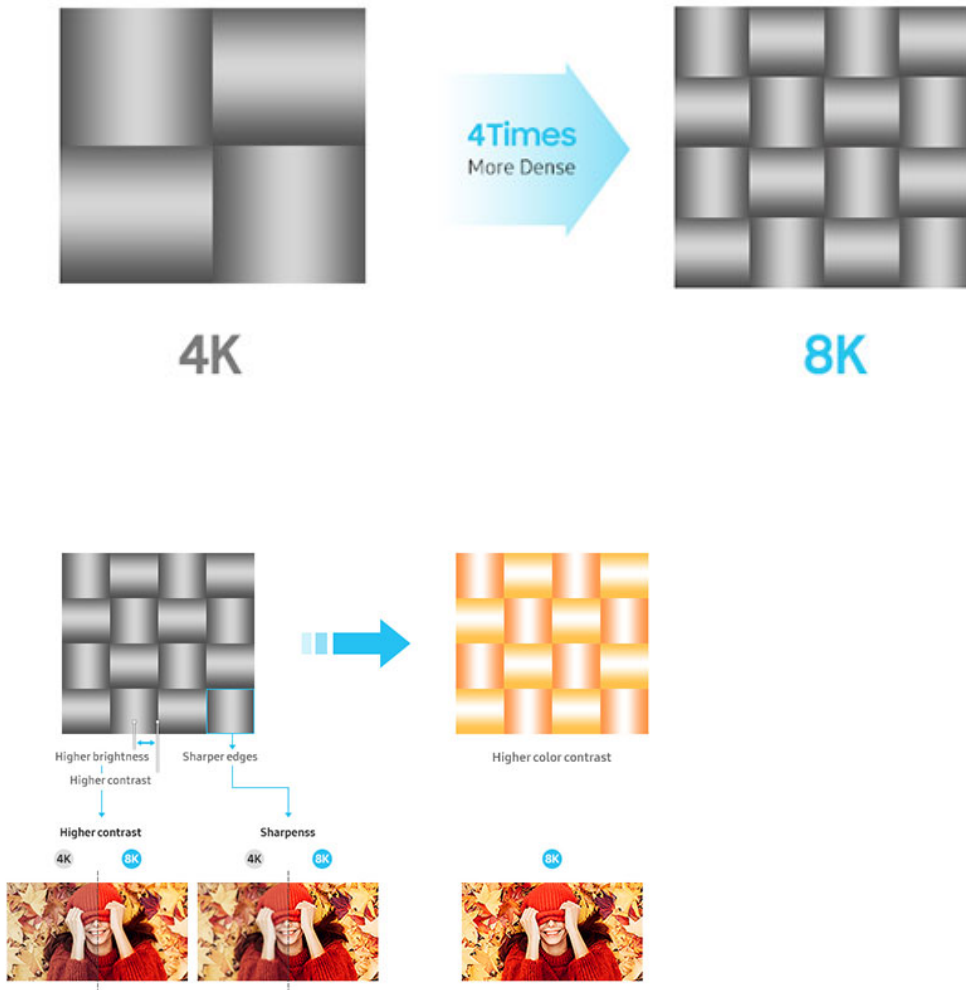 4Times
More Dense
4K
8K
Higher brightness
Sharper edges
Higher contrast
Higher color contrast
Higher contrast
Sharpenss
4K
8K
4K
8K
8K